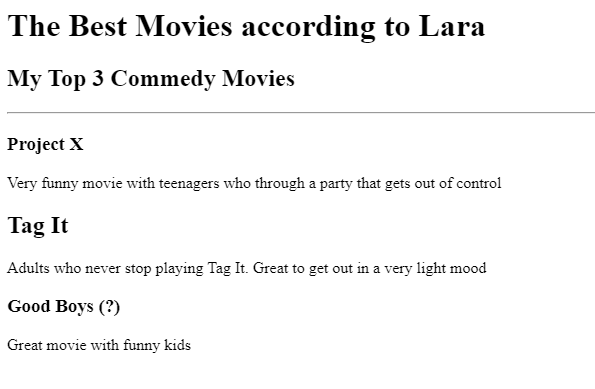 The Best Movies according to Lara
My Top 3 Commedy Movies
Project X
Very funny movie with teenagers who through a party that gets out of control
Tag It
Adults who never stop playing Tag It. Great to get out in a very light mood
Good Boys (?)
Great movie with funny kids